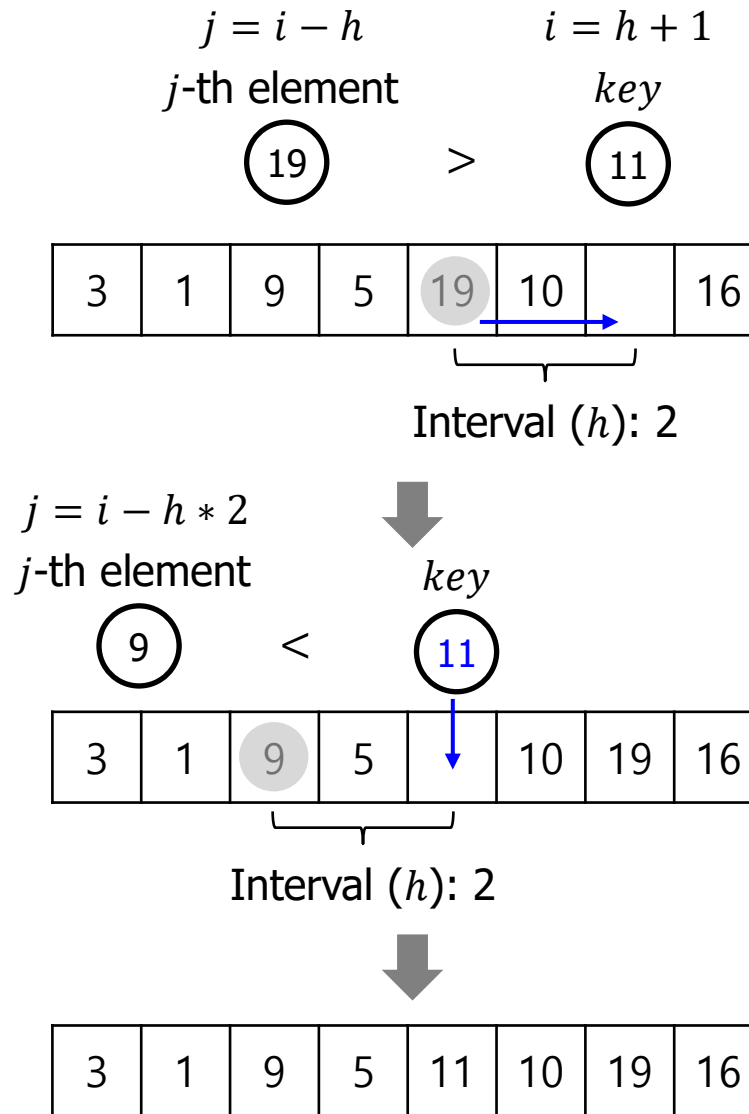 j = i − h i = h + 1
j-th element key
19 > 11
3 1 9 5 19 10 16
Interval (h): 2
j = i − h ∗ 2
j-th element key
9 < 11
3 1 9 5 10 19 16
Interval (h): 2
3 1 9 5 11 10 19 16